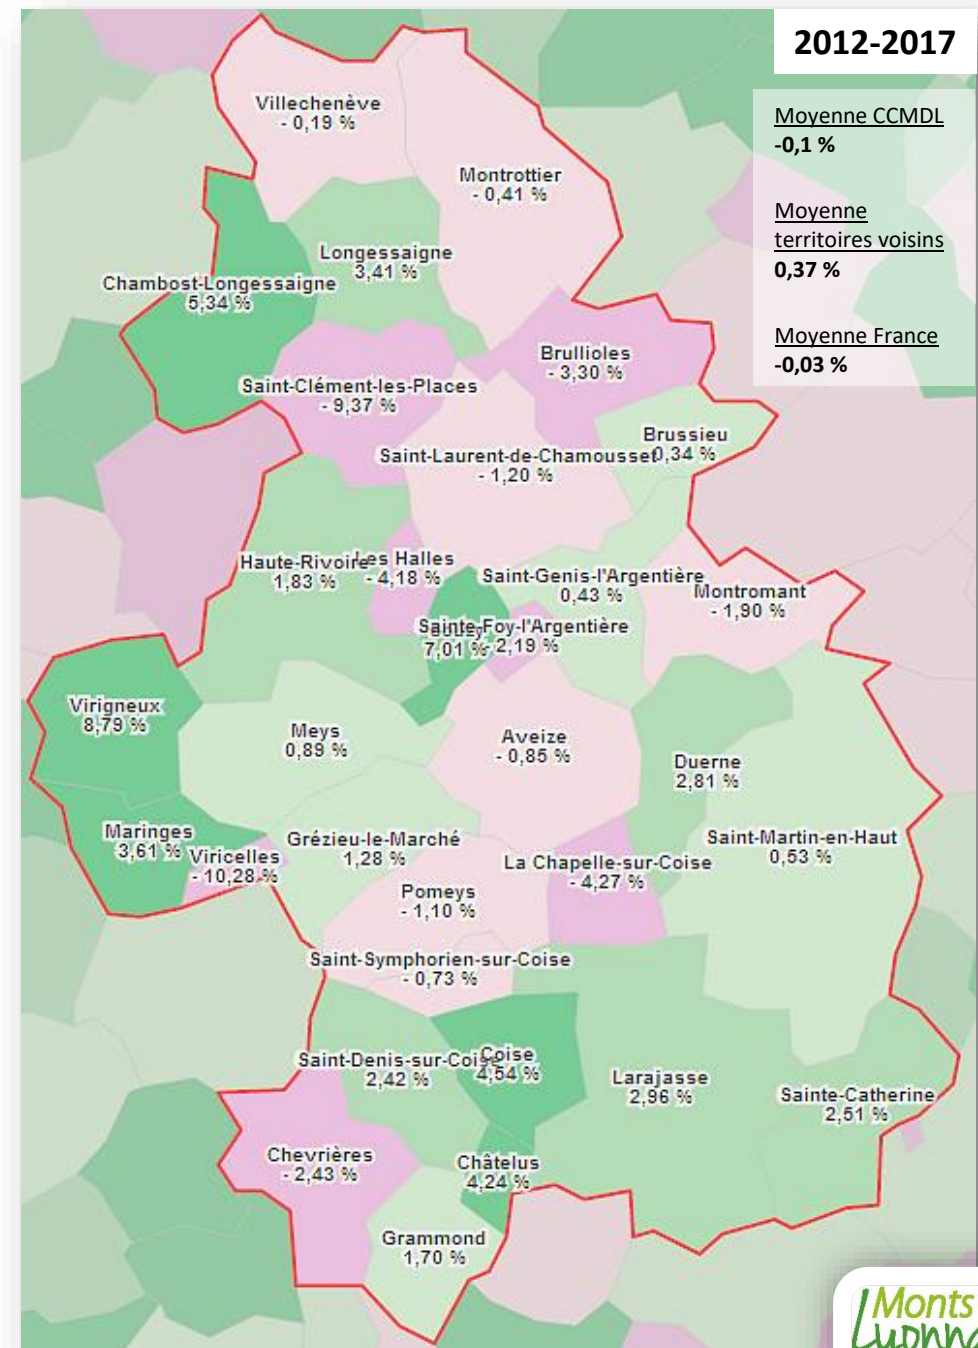 2012-2017
Moyenne CCMDL
-0,1 %
Moyenne
territoires voisins
0,37 %
Moyenne France
-0,03 %
Villechenève
- 0,19 %
Montrottier
- 0,41 %
Longessaigne
3,41 %
Chambost-Longessaigne
5,34 %
Brullioles
- 3,30 %
Saint-Clément-les-Places
- 9,37 %
Brussieu
0,34 %
Saint-Laurent-de-Chamousset
- 1,20 %
Haute-Rivoire
1,83 %
Les Halles
- 4,18 %
Saint-Genis-l'Argentière
0,43 %
Montromant
- 1,90 %
Sainte-Foy-l'Argentière
- 2,19 %
7,01 %
Virigneux
8,79 %
Meys
0,89 %
Aveize
- 0,85 %
Duerne
2,81 %
Maringes
3,61 %
Viricelles
- 10,28 %
Grézieu-le-Marché
1,28 %
Saint-Martin-en-Haut
0,53 %
La Chapelle-sur-Coise
- 4,27 %
Pomeys
- 1,10 %
Saint-Symphorien-sur-Coise
- 0,73 %
Saint-Denis-sur-Coise
2,42 %
Coise
4,54 %
Larajasse
2,96 %
Sainte-Catherine
2,51 %
Chevrières
- 2,43 %
Châtelus
4,24 %
Grammond
1,70 %
Monts